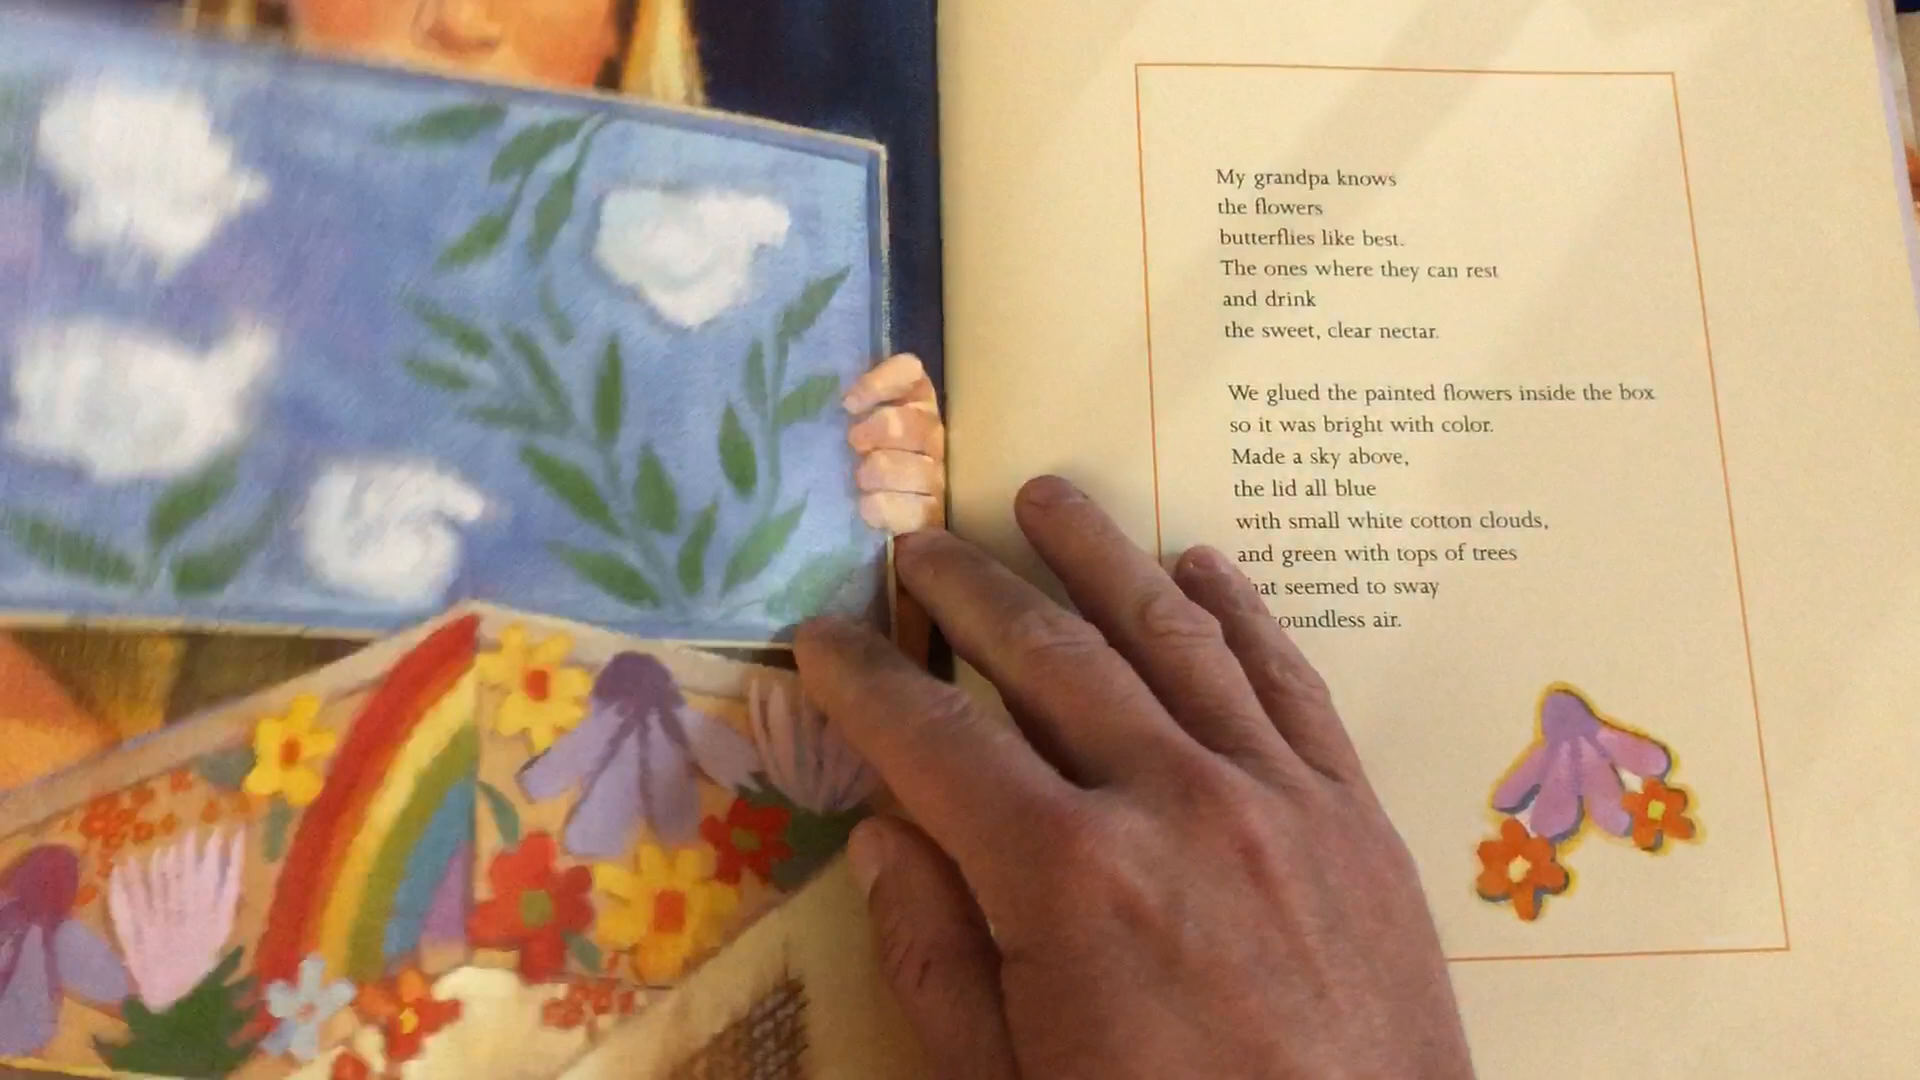 My grandpa knows
the flowers
butterflies like best.
The ones where they can rest
and drink
the sweet, clear nectar.
We glued the painted flowers inside the box
so it was bright with color.
Made a sky above,
the lid all blue
with small white cotton clouds,
and green with tops of trees
seemed to sway
air.